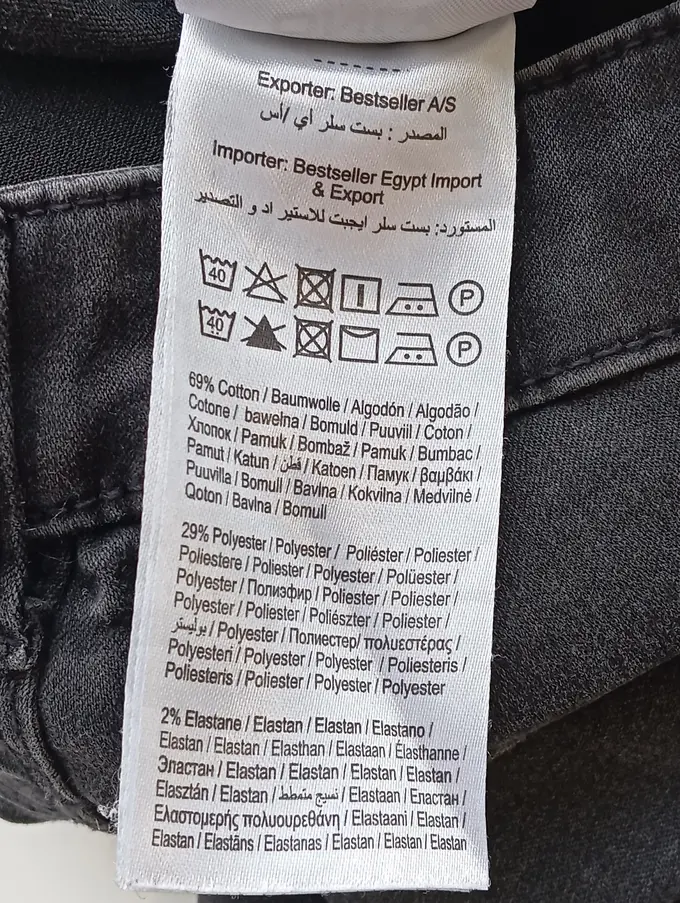 Exporter: Bestseller A/S
المصدر : بست سلر أي /أس
Importer: Bestseller Egypt Import
& Export
المستورد: بست سلر ايجبت للاستير اد و التصدير
40 P
40 P
69% Cotton / Baumwolle / Algodón / Algodão /
Cotone / bawełna / Bomuld / Puuviil / Coton /
Хлопок / Pamuk / Bombaž / Pamuk / Bumbac /
Pamut / Katun / قطن / Katoen / Памук / βαμβάκι /
Puuvilla / Bomull / Bavlna / Kokvilna / Medvilnė /
Qoton / Bavlna / Bomull
29% Polyester / Polyester / Poliéster / Poliester /
Poliestere / Poliester / Polyester / Polüester /
Polyester / Полиэфир / Poliester / Poliester /
Polyester / Poliester / Poliészter / Poliester /
بوليستر / Polyester / Полиестер/ πολυεστέρας /
Polyesteri / Polyester / Polyester / Poliesteris /
Poliesteris / Poliester / Polyester / Polyester
2% Elastane / Elastan / Elastan / Elastano /
Elastan / Elastan / Elasthan / Elastaan / Élasthanne /
Эластан / Elastan / Elastan / Elastan / Elastan /
Elasztán / Elastan / نسيج متمطط / Elastaan / Еластан /
Ελαστομερής πολυουρεθάνη / Elastaani / Elastan /
Elastan / Elastāns / Elastanas / Elastan / Elastan / Elastan